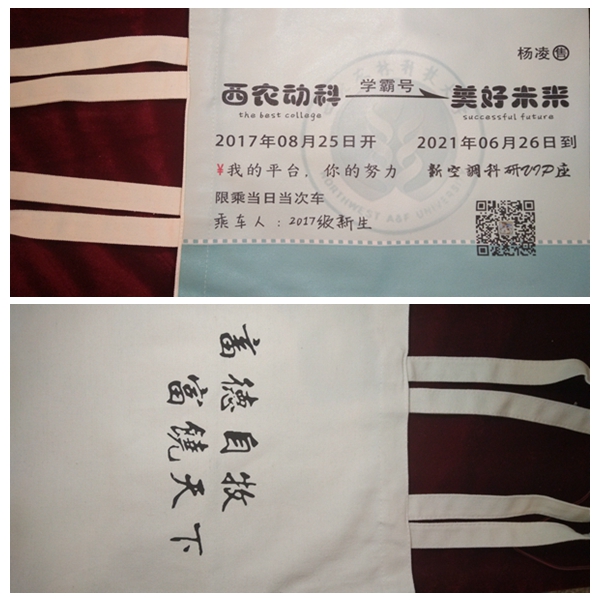 杨凌售
西农动科 学霸号 美好未来
the best collage successful future
2017年08月25日开 2021年06月26日到
¥我的平台，你的努力 新空调科研VIP座
限乘当日当次车
乘车人：2017级新生
NORTHWEST A&F UNIVERSITY
畜德自牧
富饶天下